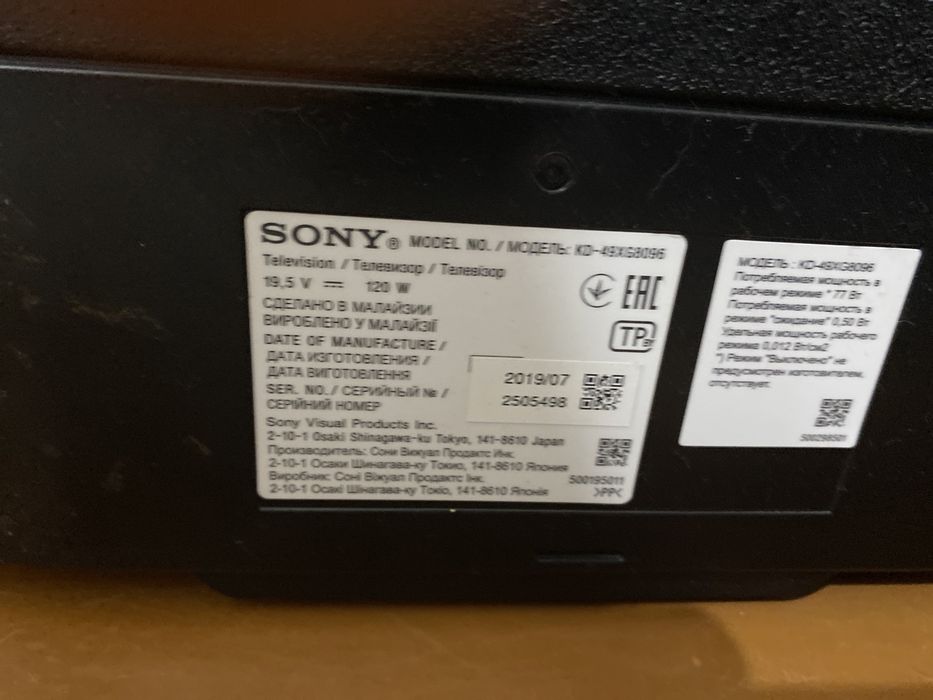 SONY® MODEL NO. / МОДЕЛЬ: KD-49XG8096
Television / Телевизор / Телевізор
19,5 V ⎓ 120 W
СДЕЛАНО В МАЛАЙЗИИ
ВИРОБЛЕНО У МАЛАЙЗІЇ
DATE OF MANUFACTURE /
ДАТА ИЗГОТОВЛЕНИЯ /
ДАТА ВИГОТОВЛЕННЯ
SER. NO. / СЕРИЙНЫЙ № /
СЕРІЙНИЙ НОМЕР
2019/07
2505498
EAC
TP BY
Sony Visual Products Inc.
2-10-1 Osaki Shinagawa-ku Tokyo, 141-8610 Japan
Производитель: Сони Вижуал Продактс Инк.
2-10-1 Осаки Шинагава-ку Токио, 141-8610 Япония
Виробник: Соні Віжуал Продактс Інк.
2-10-1 Осакі Шінагава-ку Токіо, 141-8610 Японія
500195011
>PP<
МОДЕЛЬ : KD-49XG8096
Потребляемая мощность в
рабочем режиме * 77 Вт
Потребляемая мощность в
режиме "ожидание" 0,50 Вт
Удельная мощность рабочего
режима 0,012 Вт/см2
*) Режим "Выключено" не
предусмотрен изготовителем,
отсутствует.
500298501